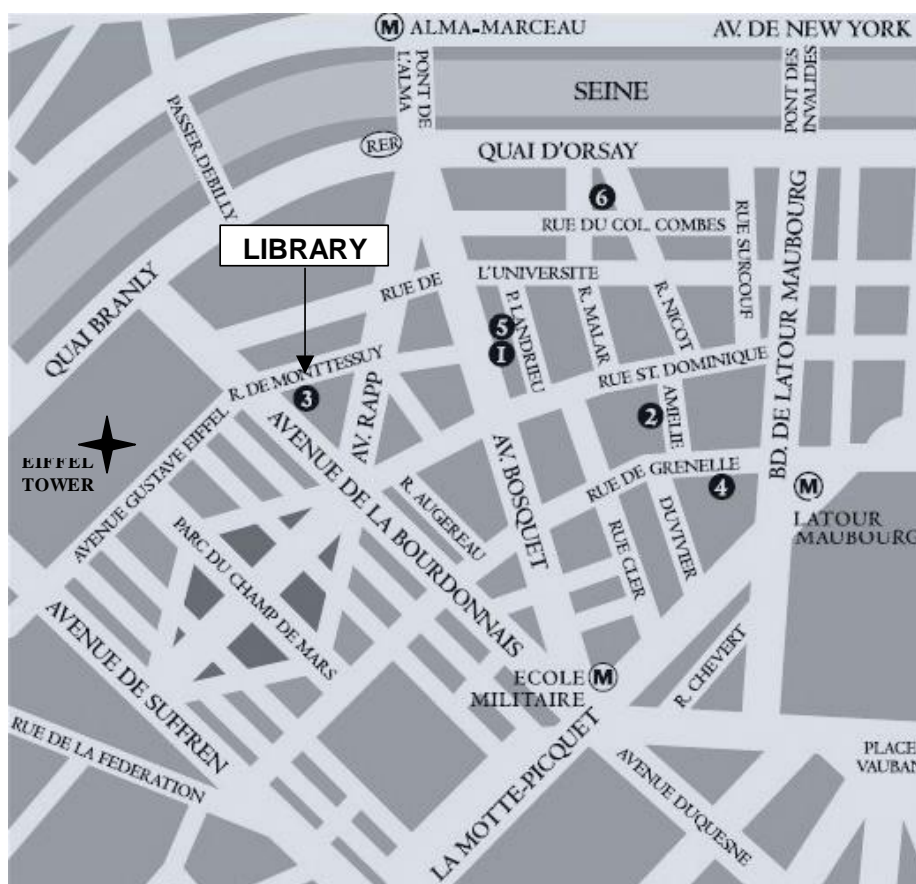 M ALMA-MARCEAU
AV. DE NEW YORK
PONT DE
L'ALMA
SEINE
PONT DES
INVALIDES
PASSER.DEBILLY
RER
QUAI D'ORSAY
6
RUE DU COL. COMBES
RUE SURCOUF
BD. DE LATOUR MAUBOURG
LIBRARY
QUAI BRANLY
RUE DE
L'UNIVERSITE
P. LANDRIEU
R. MALAR
R. NICOT
5
1
R. DE MONTTESSUY
3
RUE ST. DOMINIQUE
AV. RAPP
2
AMELIE
EIFFEL
TOWER
AVENUE GUSTAVE EIFFEL
AVENUE DE LA BOURDONNAIS
R. AUGEREAU
AV. BOSQUET
RUE DE GRENELLE
4
M
LATOUR
MAUBOURG
DUVIVIER
RUE CLER
PARC DU CHAMP DE MARS
AVENUE DE SUFFREN
ECOLE M
MILITAIRE
R. CHEVERT
RUE DE LA FEDERATION
LA MOTTE-PICQUET
AVENUE DUQUESNE
PLACE
VAUBAN